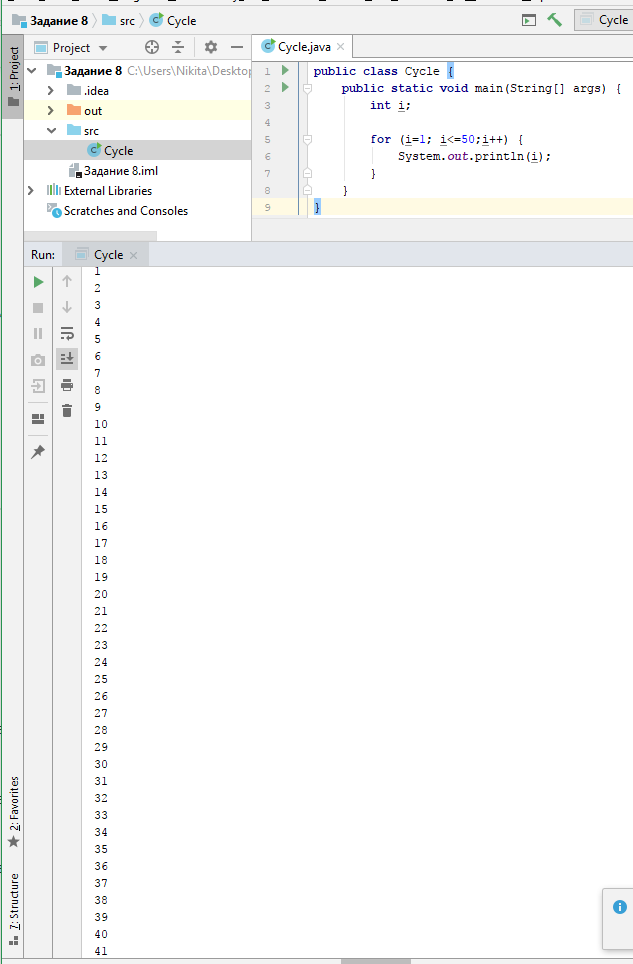 Задание 8 src Cycle
Cycle
1: Project
Project
Cycle.java
Задание 8 C:\Users\Nikita\Desktop
.idea
out
src
Cycle
Задание 8.iml
External Libraries
Scratches and Consoles
1 public class Cycle {
2 public static void main(String[] args) {
3 int i;
4
5 for (i=1; i<=50;i++) {
6 System.out.println(i);
7 }
8 }
9 }
Run: Cycle
1
2
3
4
5
6
7
8
9
10
11
12
13
14
15
16
17
18
19
20
21
22
23
24
25
26
27
28
29
30
31
32
33
34
35
36
37
38
39
40
41
2: Favorites
7: Structure